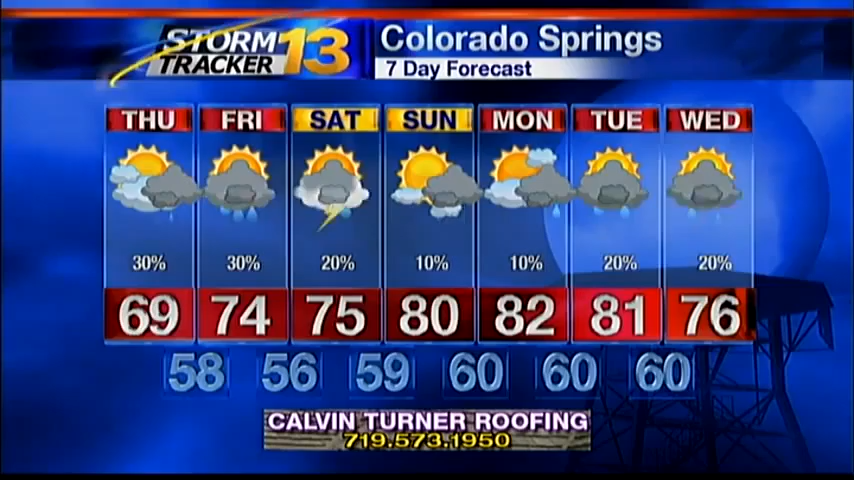 STORM TRACKER 13
Colorado Springs
7 Day Forecast
THU FRI SAT SUN MON TUE WED
30% 30% 20% 10% 10% 20% 20%
69 74 75 80 82 81 76
58 56 59 60 60 60
CALVIN TURNER ROOFING
719.573.1950